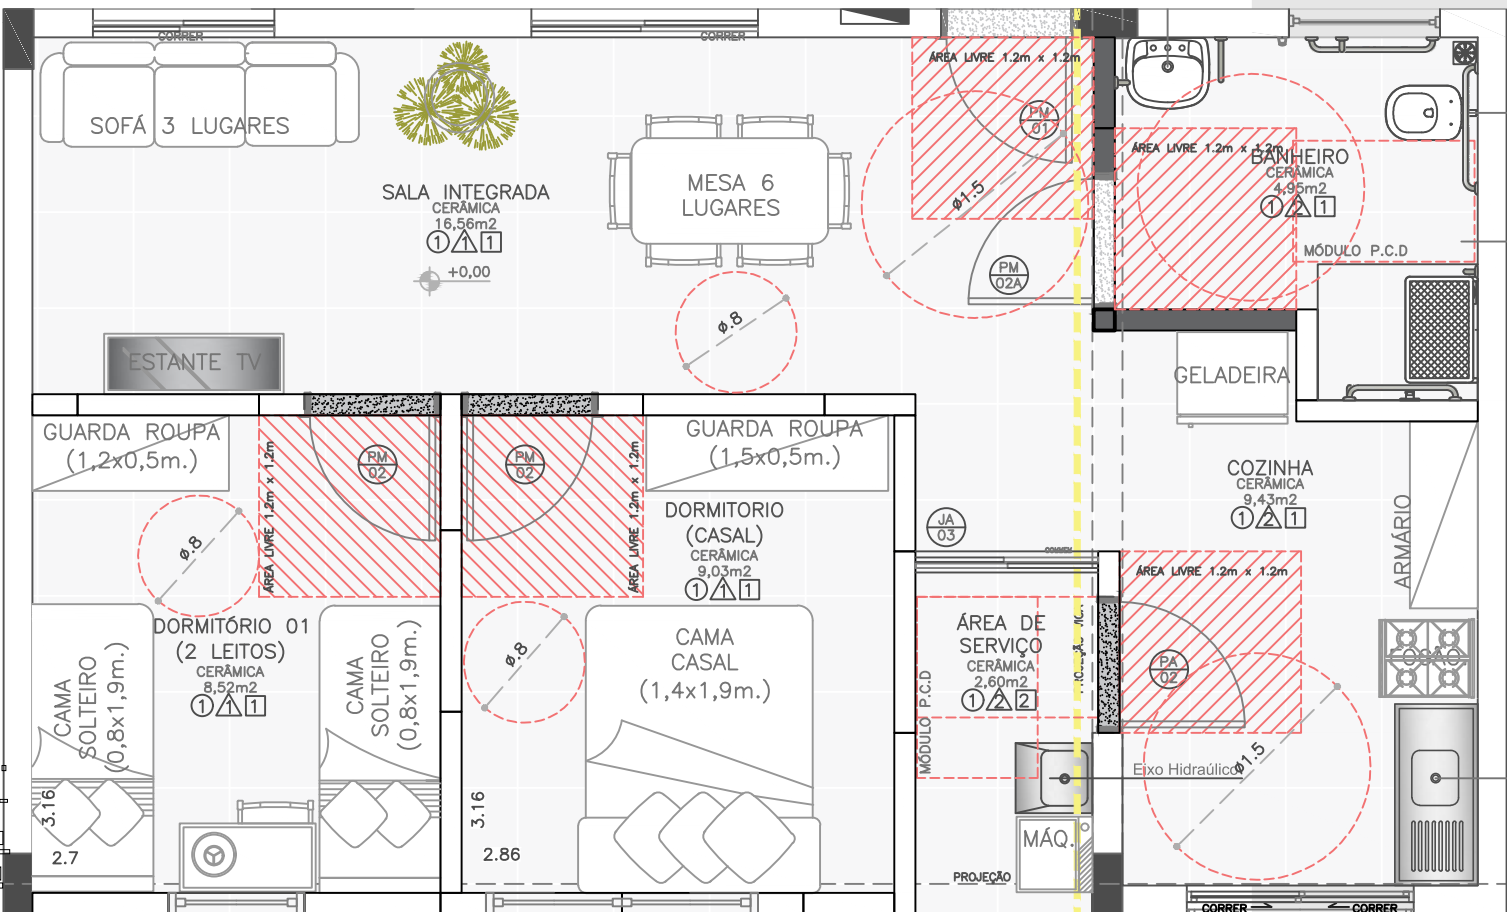 CORRER
CORRER
ÁREA LIVRE 1.2m x 1.2m
SOFÁ 3 LUGARES
PM
01
ÁREA LIVRE 1.2m x 1.2m
BANHEIRO
CERÂMICA
4,95m2
1 2 1
MÓDULO P.C.D
SALA INTEGRADA
CERÂMICA
16,56m2
1 1 1
+0,00
MESA 6
LUGARES
ø1.5
PM
02A
ø.8
ESTANTE TV
GELADEIRA
GUARDA ROUPA
(1,2x0,5m.)
PM
02
ÁREA LIVRE 1.2m x 1.2m
PM
02
ÁREA LIVRE 1.2m x 1.2m
GUARDA ROUPA
(1,5x0,5m.)
COZINHA
CERÂMICA
9,43m2
1 2 1
ARMÁRIO
DORMITORIO
(CASAL)
CERÂMICA
9,03m2
1 1 1
JA
03
CORRER
ø.8
ÁREA LIVRE 1.2m x 1.2m
DORMITÓRIO 01
(2 LEITOS)
CERÂMICA
8,52m2
1 1 1
CAMA
SOLTEIRO
(0,8x1,9m.)
CAMA
SOLTEIRO
(0,8x1,9m.)
ø.8
CAMA
CASAL
(1,4x1,9m.)
ÁREA DE
SERVIÇO
CERÂMICA
2,60m2
1 2 2
MÓDULO P.C.D
PROJEÇÃO
PA
02
FOGÃO
ø1.5
Eixo Hidraúlico
3.16
2.7
3.16
2.86
MÁQ.
PROJEÇÃO
CORRER
CORRER